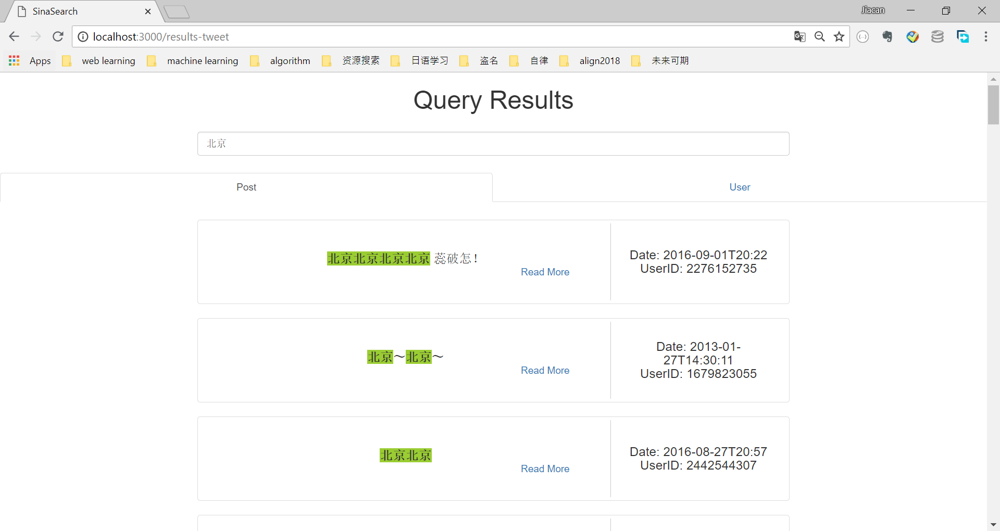 SinaSearch
Jiacan
localhost:3000/results-tweet
Apps web learning machine learning algorithm 资源搜索 日语学习 盗名 自律 align2018 未来可期
Query Results
北京
Post User
北京北京北京北京 蕊破怎!
Read More
Date: 2016-09-01T20:22
UserID: 2276152735
北京～北京～
Read More
Date: 2013-01-
27T14:30:11
UserID: 1679823055
北京北京
Read More
Date: 2016-08-27T20:57
UserID: 2442544307